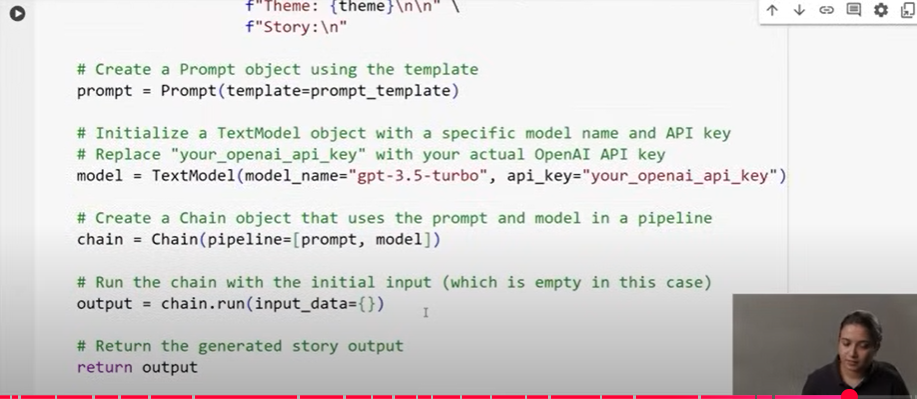 f"Theme: {theme}\n\n" \
f"Story:\n"
# Create a Prompt object using the template
prompt = Prompt(template=prompt_template)
# Initialize a TextModel object with a specific model name and API key
# Replace "your_openai_api_key" with your actual OpenAI API key
model = TextModel(model_name="gpt-3.5-turbo", api_key="your_openai_api_key")
# Create a Chain object that uses the prompt and model in a pipeline
chain = Chain(pipeline=[prompt, model])
# Run the chain with the initial input (which is empty in this case)
output = chain.run(input_data={})
# Return the generated story output
return output